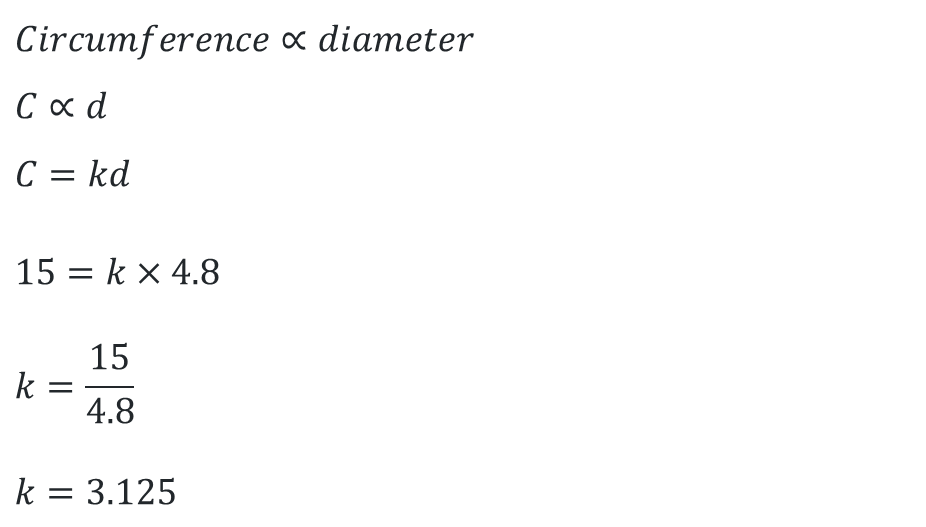 Circumference ∝ diameter
C ∝ d
C = kd
15 = k × 4.8
k = 15/4.8
k = 3.125